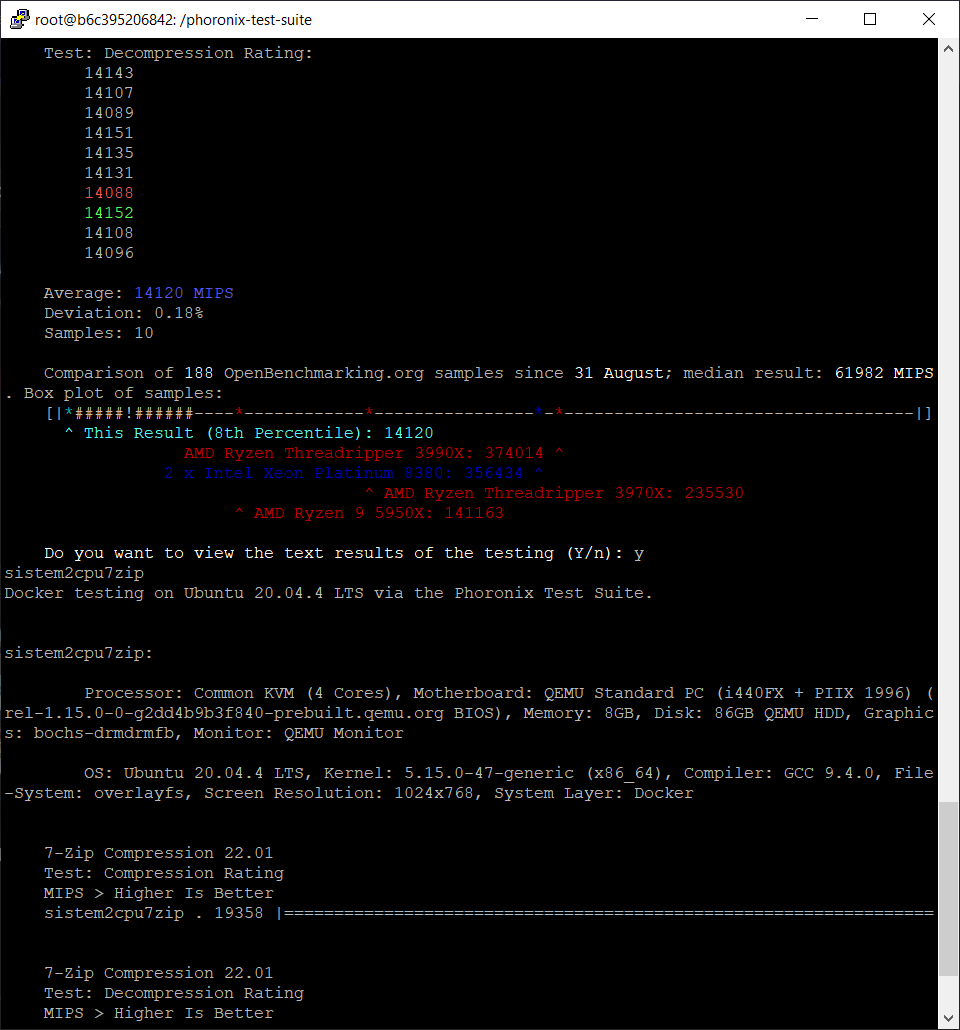 root@b6c395206842: /phoronix-test-suite
Test: Decompression Rating:
14143
14107
14089
14151
14135
14131
14088
14152
14108
14096
Average: 14120 MIPS
Deviation: 0.18%
Samples: 10
Comparison of 188 OpenBenchmarking.org samples since 31 August; median result: 61982 MIPS
. Box plot of samples:
[|*#####!######----*------------*----------------*-*-----------------------------------|]
^ This Result (8th Percentile): 14120
AMD Ryzen Threadripper 3990X: 374014 ^
2 x Intel Xeon Platinum 8380: 356434 ^
^ AMD Ryzen Threadripper 3970X: 235530
^ AMD Ryzen 9 5950X: 141163
Do you want to view the text results of the testing (Y/n): y
sistem2cpu7zip
Docker testing on Ubuntu 20.04.4 LTS via the Phoronix Test Suite.
sistem2cpu7zip:
Processor: Common KVM (4 Cores), Motherboard: QEMU Standard PC (i440FX + PIIX 1996) (
rel-1.15.0-0-g2dd4b9b3f840-prebuilt.qemu.org BIOS), Memory: 8GB, Disk: 86GB QEMU HDD, Graphic
s: bochs-drmdrmfb, Monitor: QEMU Monitor
OS: Ubuntu 20.04.4 LTS, Kernel: 5.15.0-47-generic (x86_64), Compiler: GCC 9.4.0, File
-System: overlayfs, Screen Resolution: 1024x768, System Layer: Docker
7-Zip Compression 22.01
Test: Compression Rating
MIPS > Higher Is Better
sistem2cpu7zip . 19358 |=================================================================
7-Zip Compression 22.01
Test: Decompression Rating
MIPS > Higher Is Better